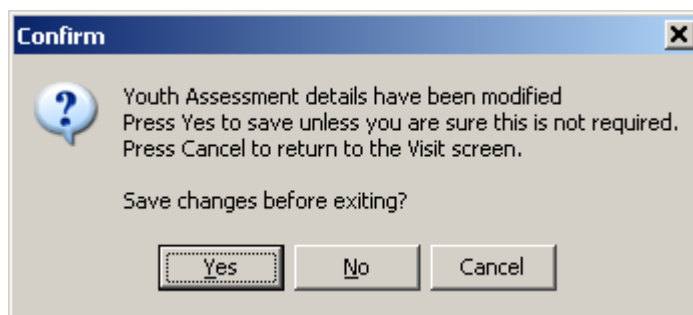 Confirm
Youth Assessment details have been modified
Press Yes to save unless you are sure this is not required.
Press Cancel to return to the Visit screen.
Save changes before exiting?
Yes No Cancel